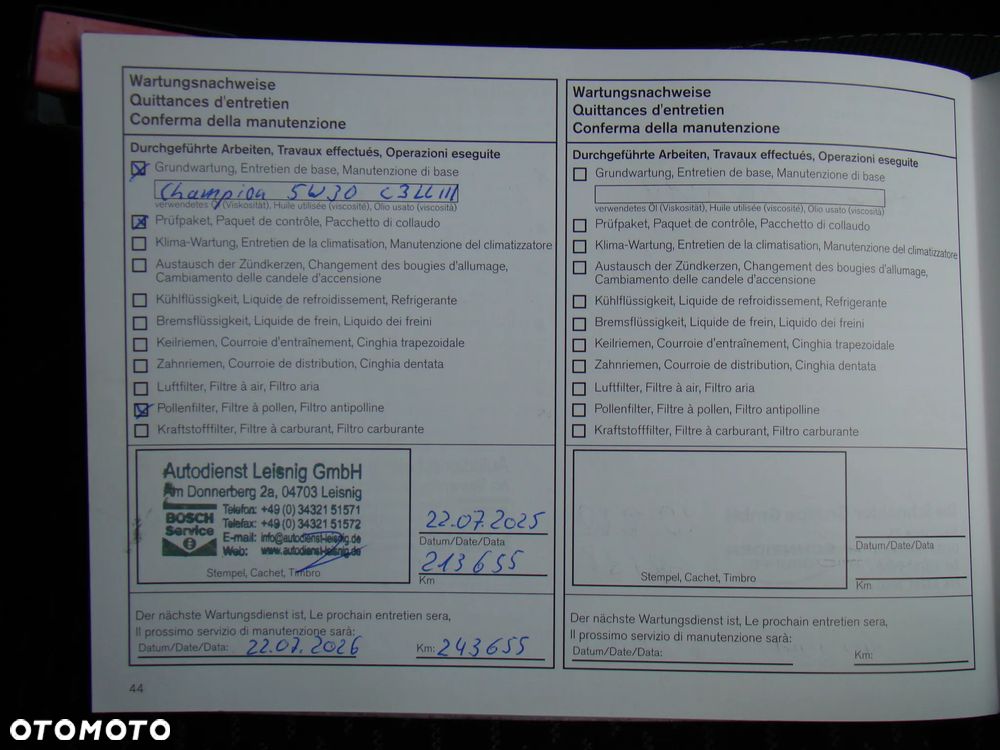 Wartungsnachweise
Quittances d'entretien
Conferma della manutenzione
Durchgeführte Arbeiten, Travaux effectués, Operazioni eseguite
Grundwartung, Entretien de base, Manutenzione di base
Champion 5W30 C3 LL III
verwendetes Öl (Viskosität), Huile utilisée (viscosité), Olio usato (viscosità)
Prüfpaket, Paquet de contrôle, Pacchetto di collaudo
Klima-Wartung, Entretien de la climatisation, Manutenzione del climatizzatore
Austausch der Zündkerzen, Changement des bougies d'allumage,
Cambiamento delle candele d'accensione
Kühlflüssigkeit, Liquide de refroidissement, Refrigerante
Bremsflüssigkeit, Liquide de frein, Liquido dei freini
Keilriemen, Courroie d'entraînement, Cinghia trapezoidale
Zahnriemen, Courroie de distribution, Cinghia dentata
Luftfilter, Filtre à air, Filtro aria
Pollenfilter, Filtre à pollen, Filtro antipolline
Kraftstofffilter, Filtre à carburant, Filtro carburante
Autodienst Leisnig GmbH
Am Donnerberg 2a, 04703 Leisnig
BOSCH
Service
Telefon: +49 (0) 34321 51571
Telefax: +49 (0) 34321 51572
E-mail: info@autodienst-leisnig.de
Web: www.autodienst-leisnig.de
Stempel, Cachet, Timbro
22.07.2025
Datum/Date/Data
213655
Km
Der nächste Wartungsdienst ist, Le prochain entretien sera,
Il prossimo servizio di manutenzione sarà:
Datum/Date/Data: 22.07.2026
Km: 243655
44
Wartungsnachweise
Quittances d'entretien
Conferma della manutenzione
Durchgeführte Arbeiten, Travaux effectués, Operazioni eseguite
Grundwartung, Entretien de base, Manutenzione di base
verwendetes Öl (Viskosität), Huile utilisée (viscosité), Olio usato (viscosità)
Prüfpaket, Paquet de contrôle, Pacchetto di collaudo
Klima-Wartung, Entretien de la climatisation, Manutenzione del climatizzatore
Austausch der Zündkerzen, Changement des bougies d'allumage,
Cambiamento delle candele d'accensione
Kühlflüssigkeit, Liquide de refroidissement, Refrigerante
Bremsflüssigkeit, Liquide de frein, Liquido dei freini
Keilriemen, Courroie d'entraînement, Cinghia trapezoidale
Zahnriemen, Courroie de distribution, Cinghia dentata
Luftfilter, Filtre à air, Filtro aria
Pollenfilter, Filtre à pollen, Filtro antipolline
Kraftstofffilter, Filtre à carburant, Filtro carburante
Stempel, Cachet, Timbro
Datum/Date/Data
Km
Der nächste Wartungsdienst ist, Le prochain entretien sera,
Il prossimo servizio di manutenzione sarà:
Datum/Date/Data:
Km:
OTOMOTO